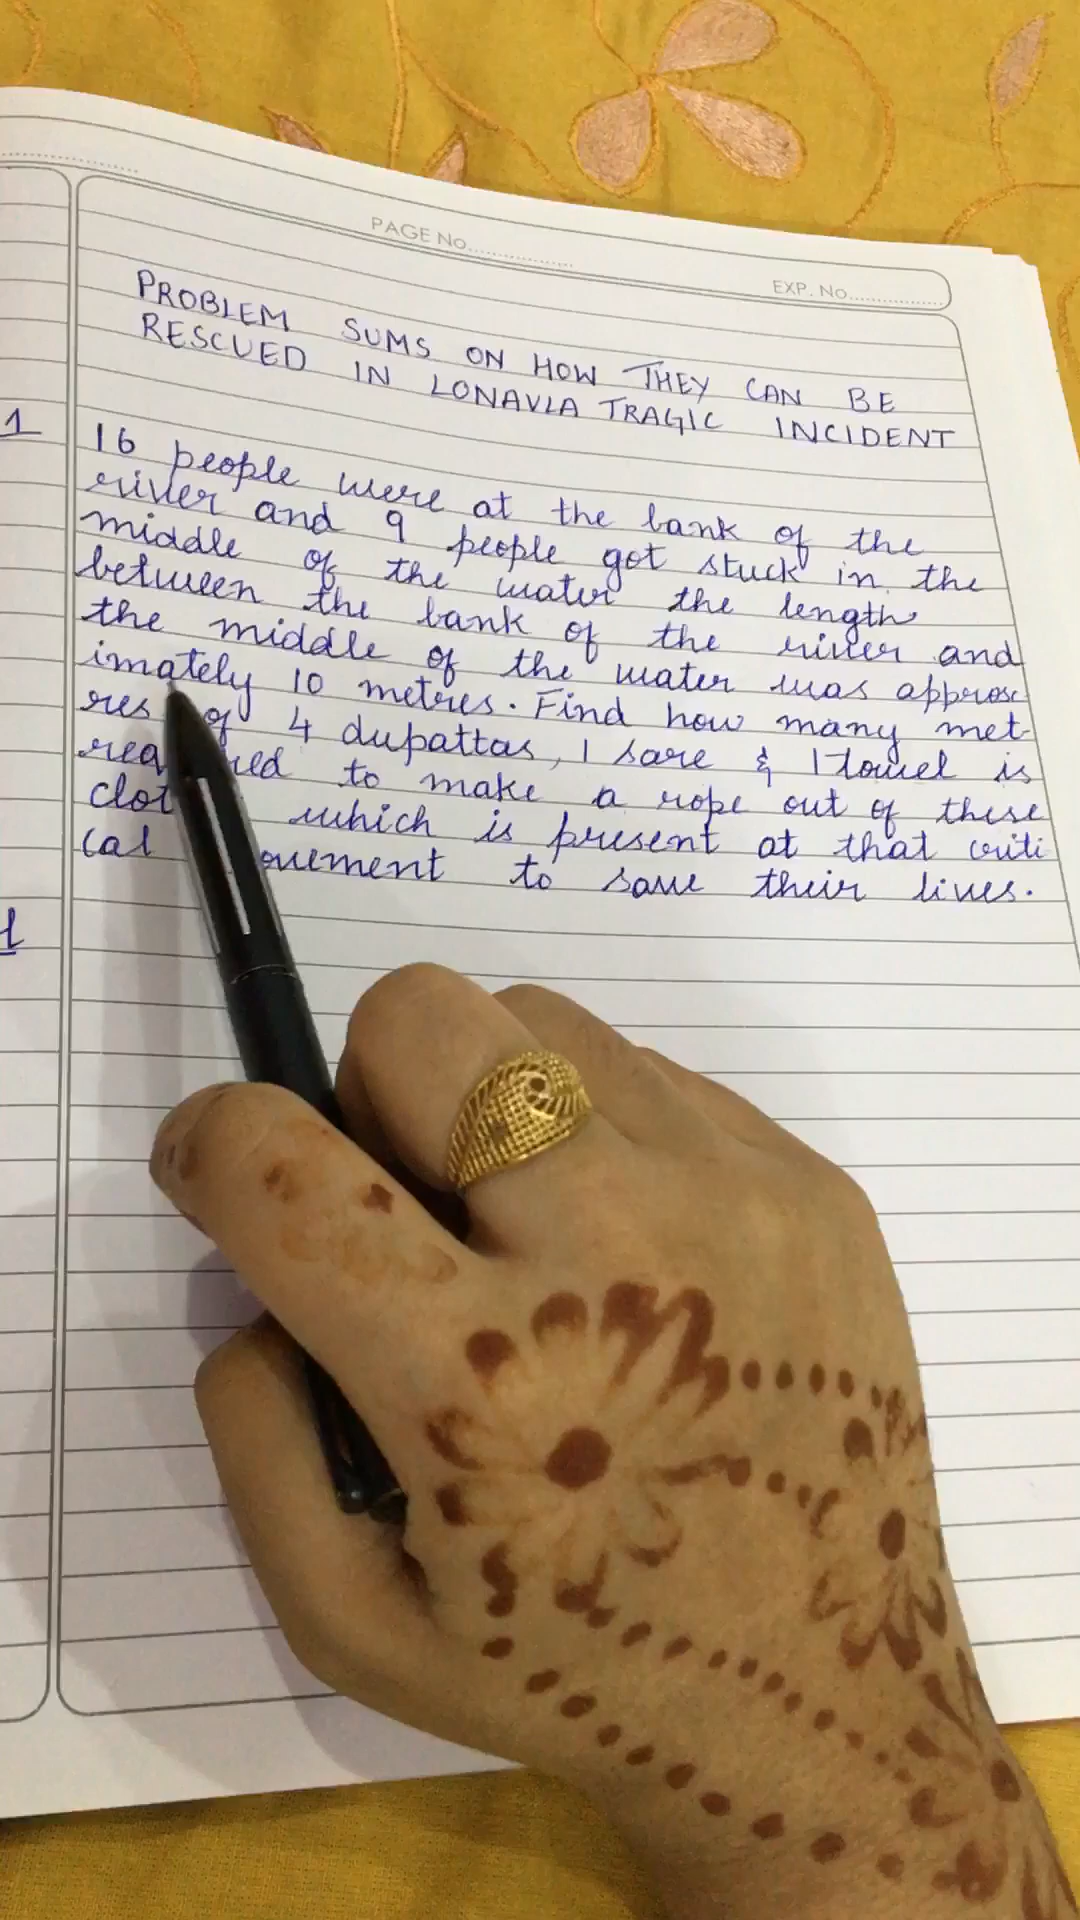 PAGE No.
EXP. No.
PROBLEM SUMS ON HOW THEY CAN BE
RESCUED IN LONAVLA TRAGIC INCIDENT
1 16 people were at the bank of the
river and 9 people got stuck in the
middle of the water the length
between the bank of the river and
the middle of the water was approx
imately 10 metres. Find how many met
res of 4 dupattas, 1 sare & 1 towel is
to make a rope out of these
which is present at that criti
cal to save their lives.